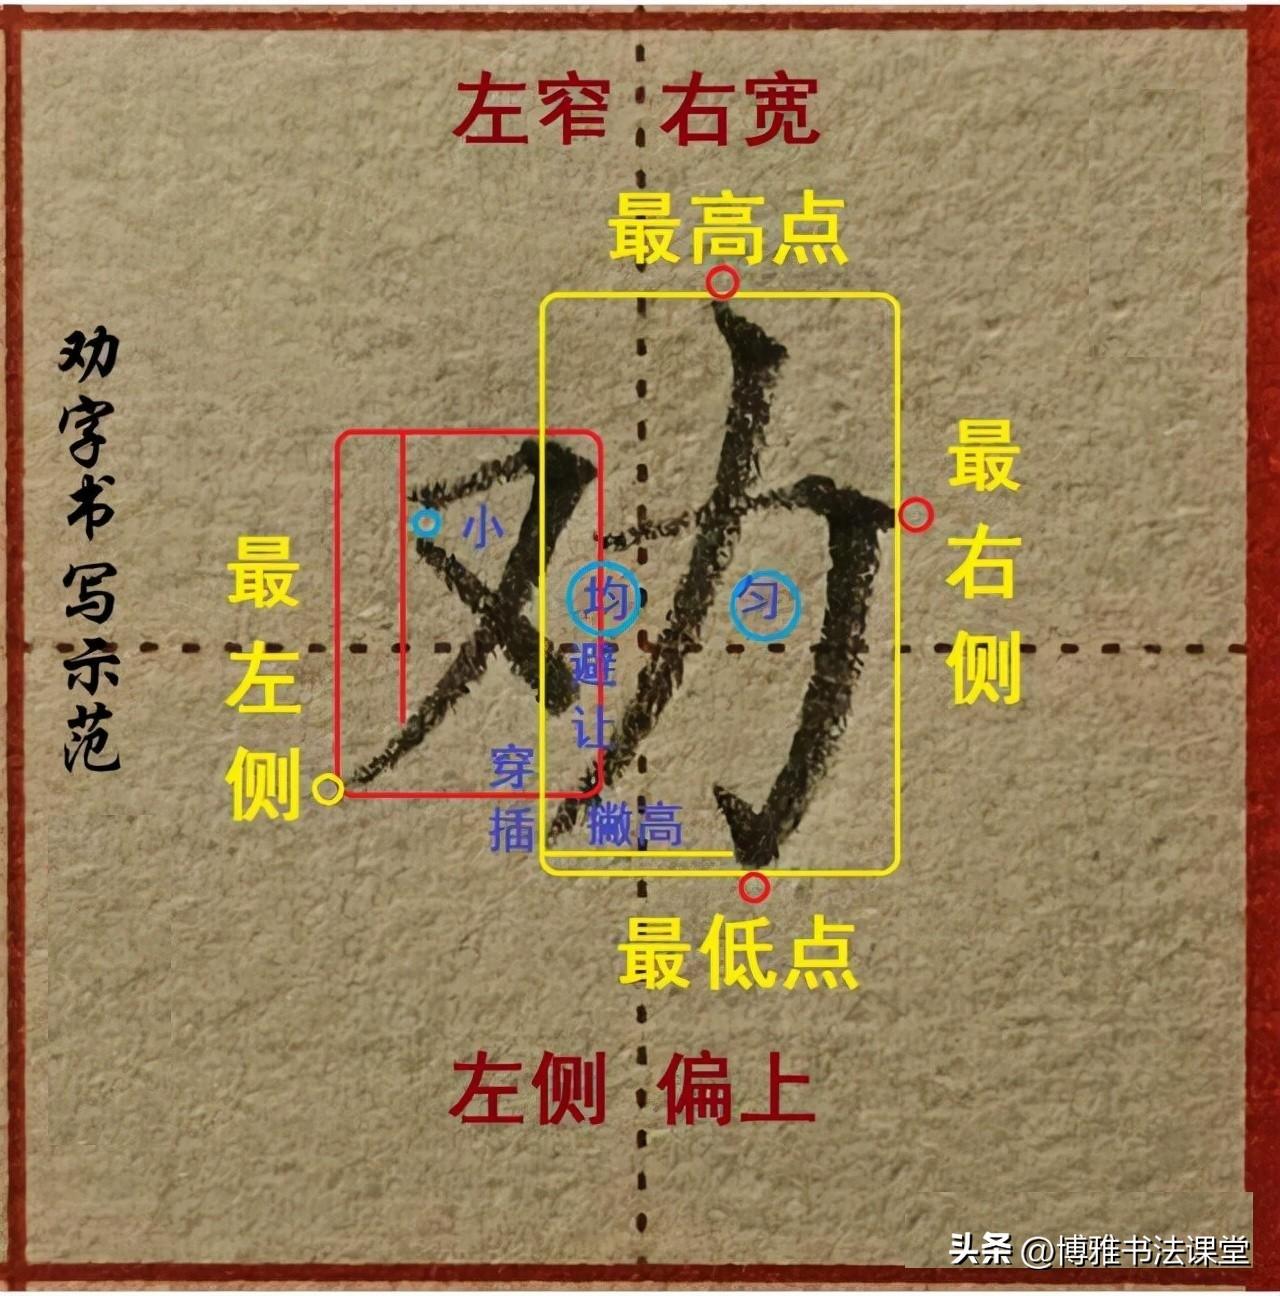 左窄 右宽
最高点
劝字书写示范
劝
最左侧
最右侧
小
均
匀
避让
穿插
撇高
最低点
左侧 偏上
头条 @博雅书法课堂